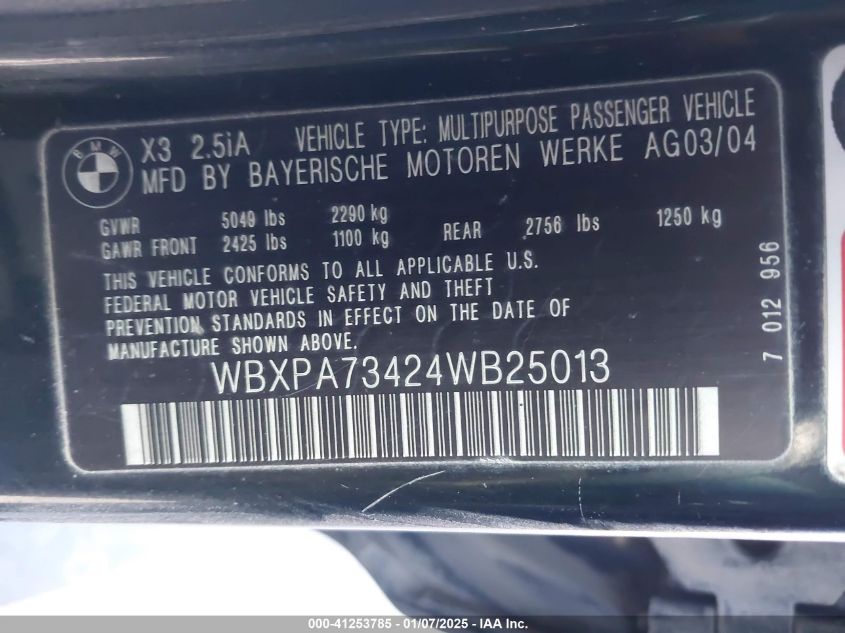 BMW
X3 2.5iA VEHICLE TYPE: MULTIPURPOSE PASSENGER VEHICLE
MFD BY BAYERISCHE MOTOREN WERKE AG03/04
GVWR 5049 lbs 2290 kg
GAWR FRONT 2425 lbs 1100 kg REAR 2756 lbs 1250 kg
THIS VEHICLE CONFORMS TO ALL APPLICABLE U.S.
FEDERAL MOTOR VEHICLE SAFETY AND THEFT
PREVENTION STANDARDS IN EFFECT ON THE DATE OF
MANUFACTURE SHOWN ABOVE.
WBXPA73424WB25013
7 012 956
000-41253785 - 01/07/2025 - IAAI.COM